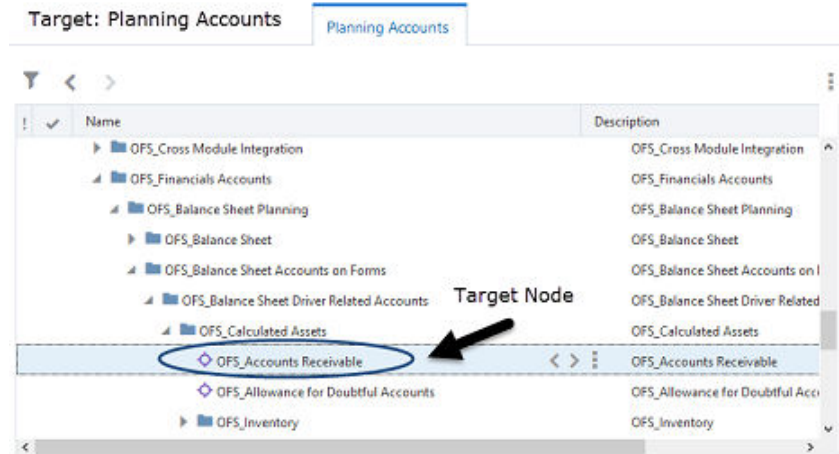 Target: Planning Accounts
Planning Accounts
! Name Description
OFS_Cross Module Integration OFS_Cross Module Integration
OFS_Financials Accounts OFS_Financials Accounts
OFS_Balance Sheet Planning OFS_Balance Sheet Planning
OFS_Balance Sheet OFS_Balance Sheet
OFS_Balance Sheet Accounts on Forms OFS_Balance Sheet Accounts on
Target Node
OFS_Balance Sheet Driver Related Accounts OFS_Balance Sheet Driver Related
OFS_Calculated Assets OFS_Calculated Assets
OFS_Accounts Receivable OFS_Accounts Receivable
OFS_Allowance for Doubtful Accounts OFS_Allowance for Doubtful Acc
OFS_Inventory OFS_Inventory